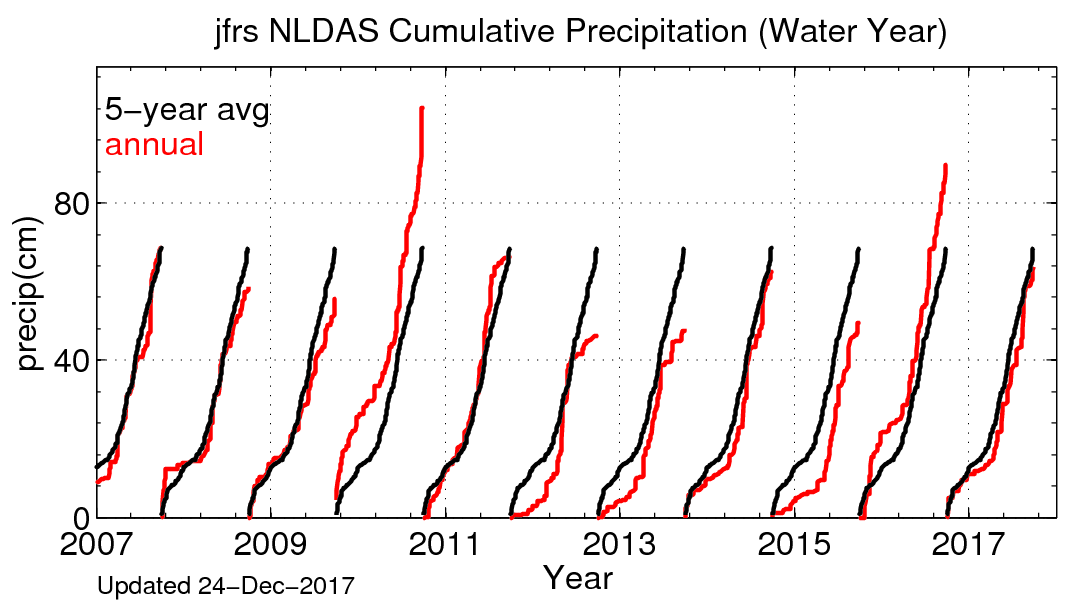 jfrs NLDAS Cumulative Precipitation (Water Year)
5−year avg
annual
precip(cm)
80
40
0
2007 2009 2011 2013 2015 2017
Year
Updated 24−Dec−2017